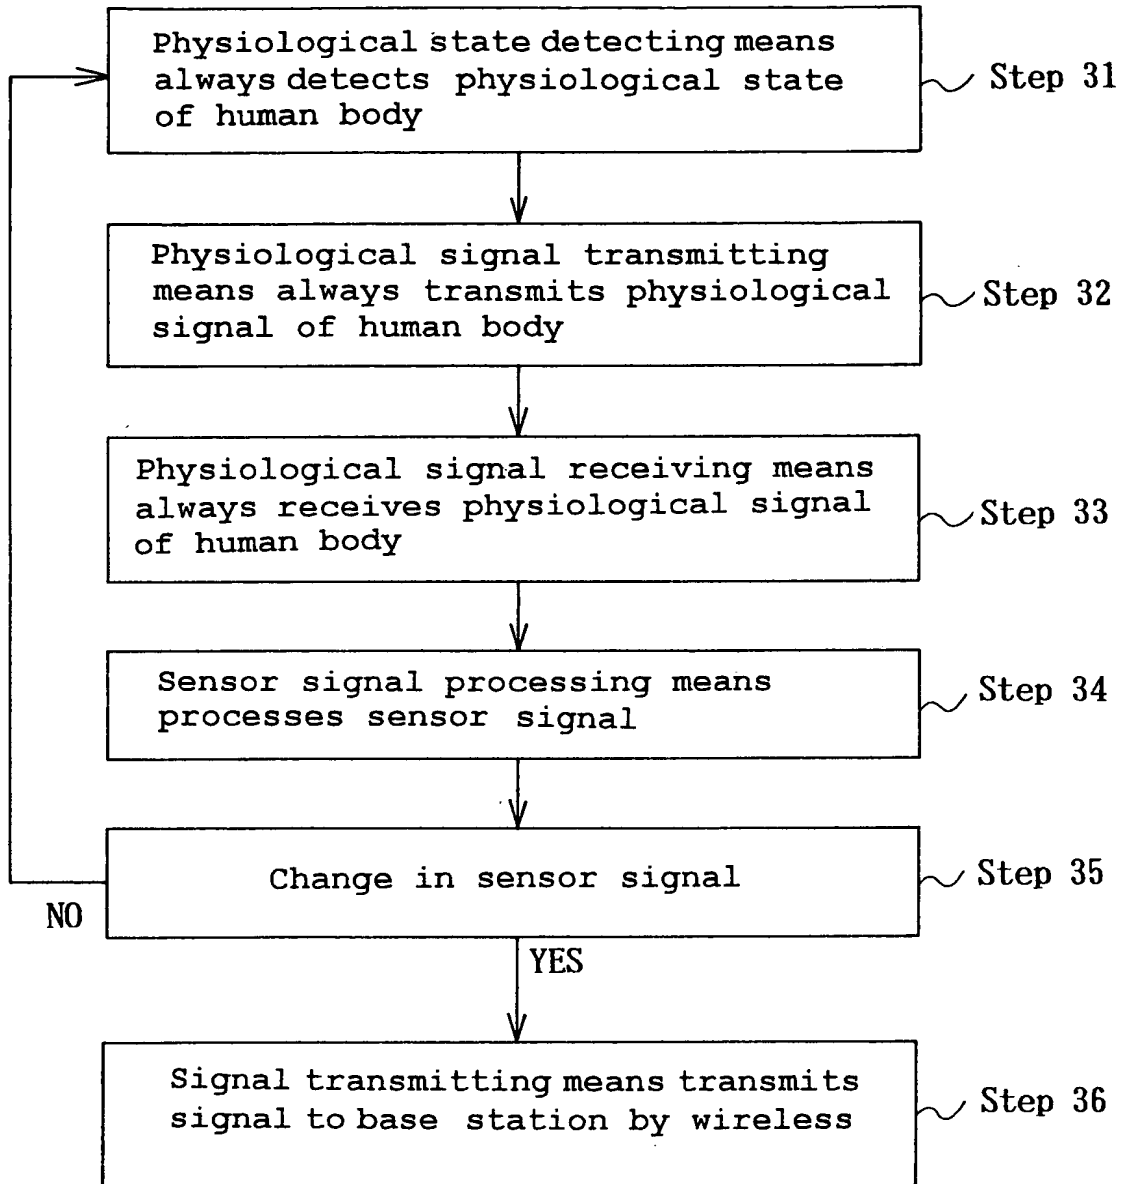 Physiological state detecting means
always detects physiological state
of human body
Step 31
Physiological signal transmitting
means always transmits physiological
signal of human body
Step 32
Physiological signal receiving means
always receives physiological signal
of human body
Step 33
Sensor signal processing means
processes sensor signal
Step 34
Change in sensor signal
Step 35
NO
YES
Signal transmitting means transmits
signal to base station by wireless
Step 36